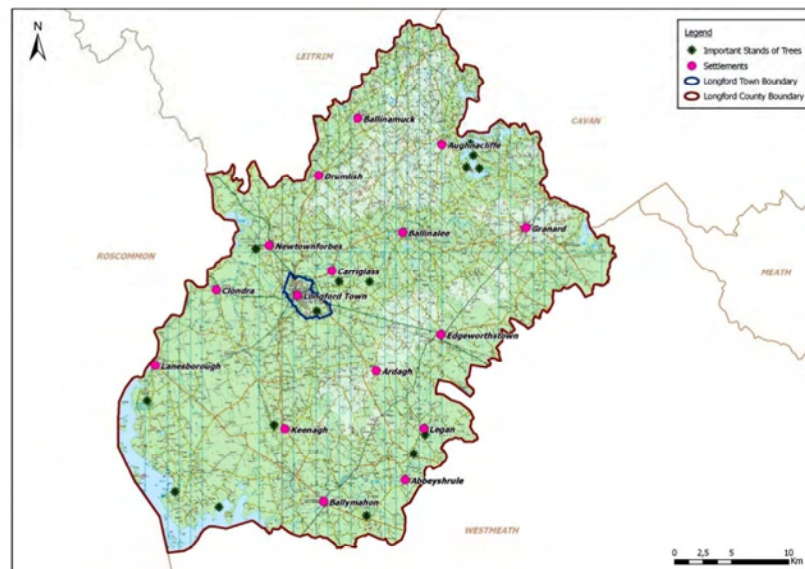 N
LEITRIM
Legend
Important Stands of Trees
Settlements
Longford Town Boundary
Longford County Boundary
CAVAN
Ballinamuck
Aughnacliffe
Drumlish
Ballinalee
Granard
Newtownforbes
ROSCOMMON
Carriglass
MEATH
Clondra
Longford Town
Edgeworthstown
Lanesborough
Ardagh
Keenagh
Legan
Abbeyshrule
Ballymahon
WESTMEATH
0 2,5 5 10
Km